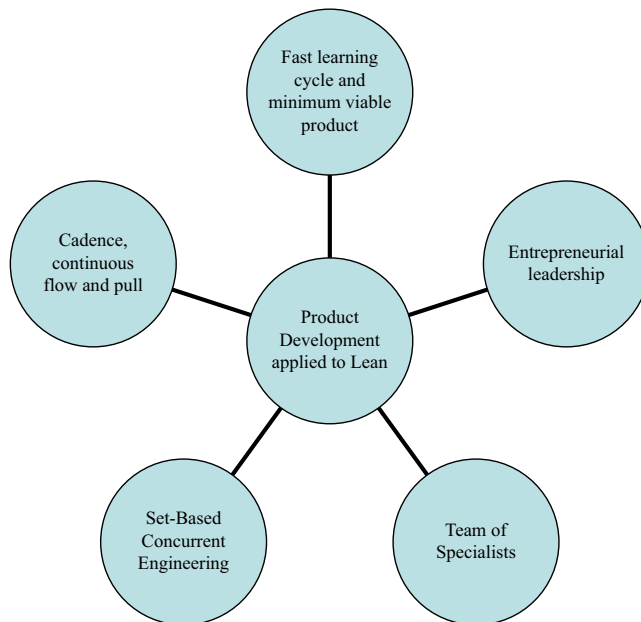 Fast learning
cycle and
minimum viable
product
Cadence,
continuous
flow and pull
Entrepreneurial
leadership
Product
Development
applied to Lean
Set-Based
Concurrent
Engineering
Team of
Specialists